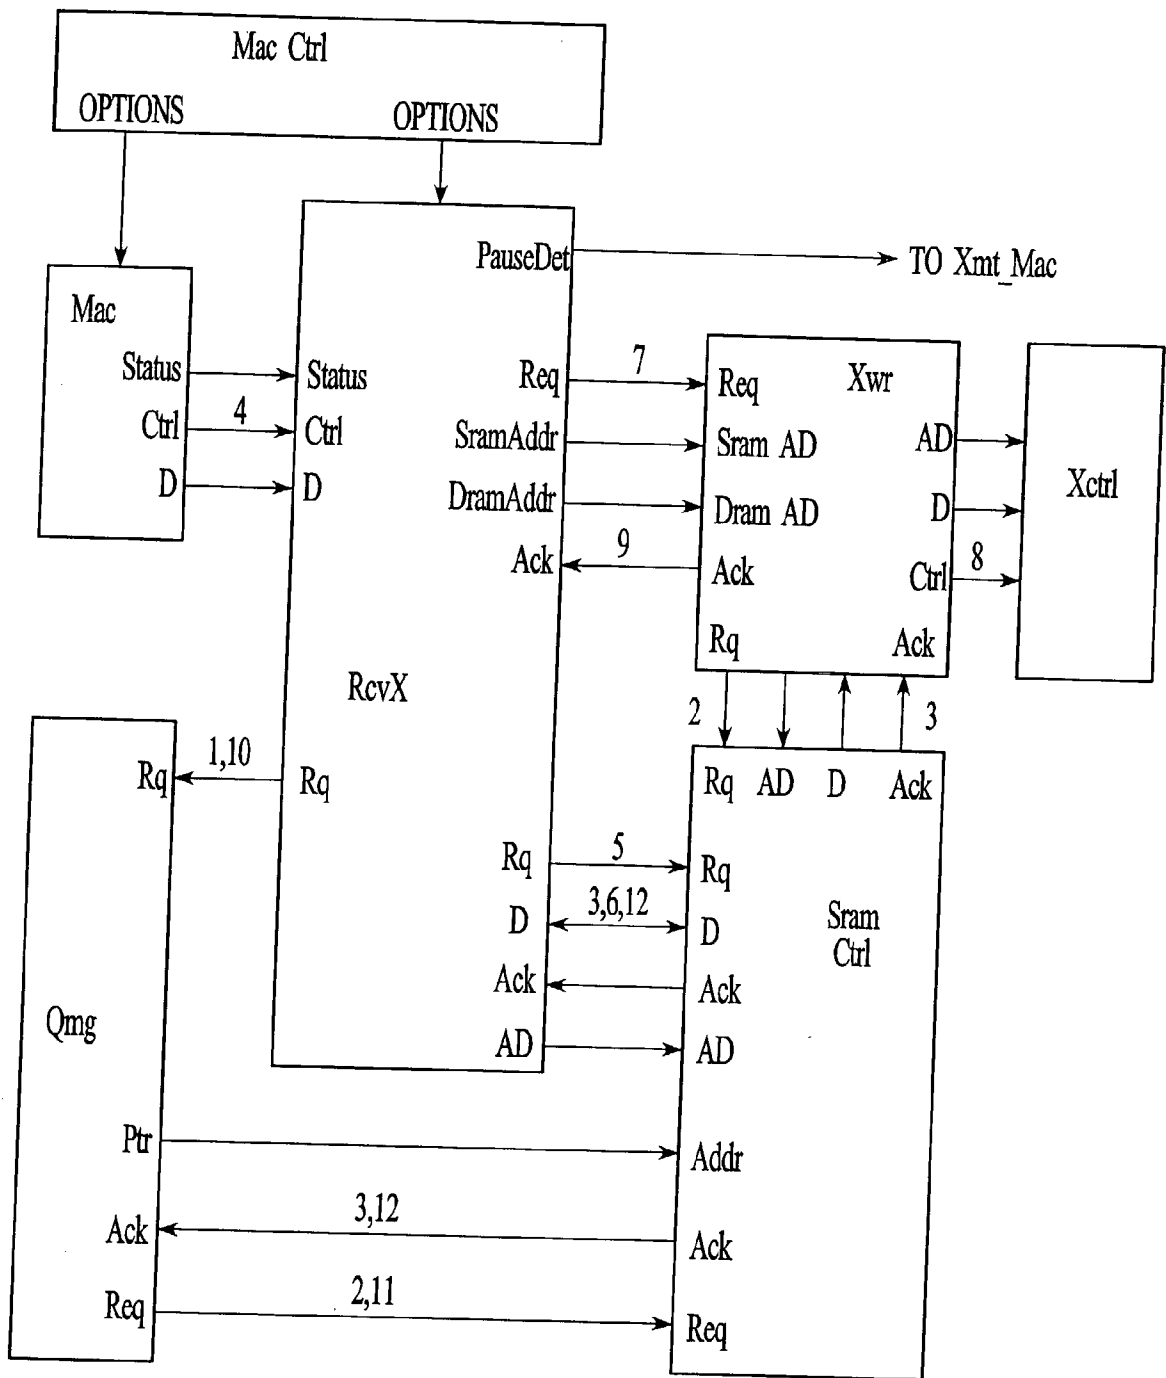 Mac Ctrl
OPTIONS
OPTIONS
PauseDet
TO Xmt_Mac
Mac
Status
Ctrl
D
4
Status
Ctrl
D
Req
SramAddr
DramAddr
Ack
7
9
Req
Sram AD
Dram AD
Ack
Rq
Xwr
AD
D
Ctrl
Ack
8
Xctrl
RcvX
2
3
1,10
Rq
Rq
Rq
AD
D
Ack
Rq
D
Ack
AD
5
3,6,12
Rq
D
Ack
AD
Sram
Ctrl
Qmg
Ptr
Addr
Ack
3,12
Ack
Req
2,11
Req